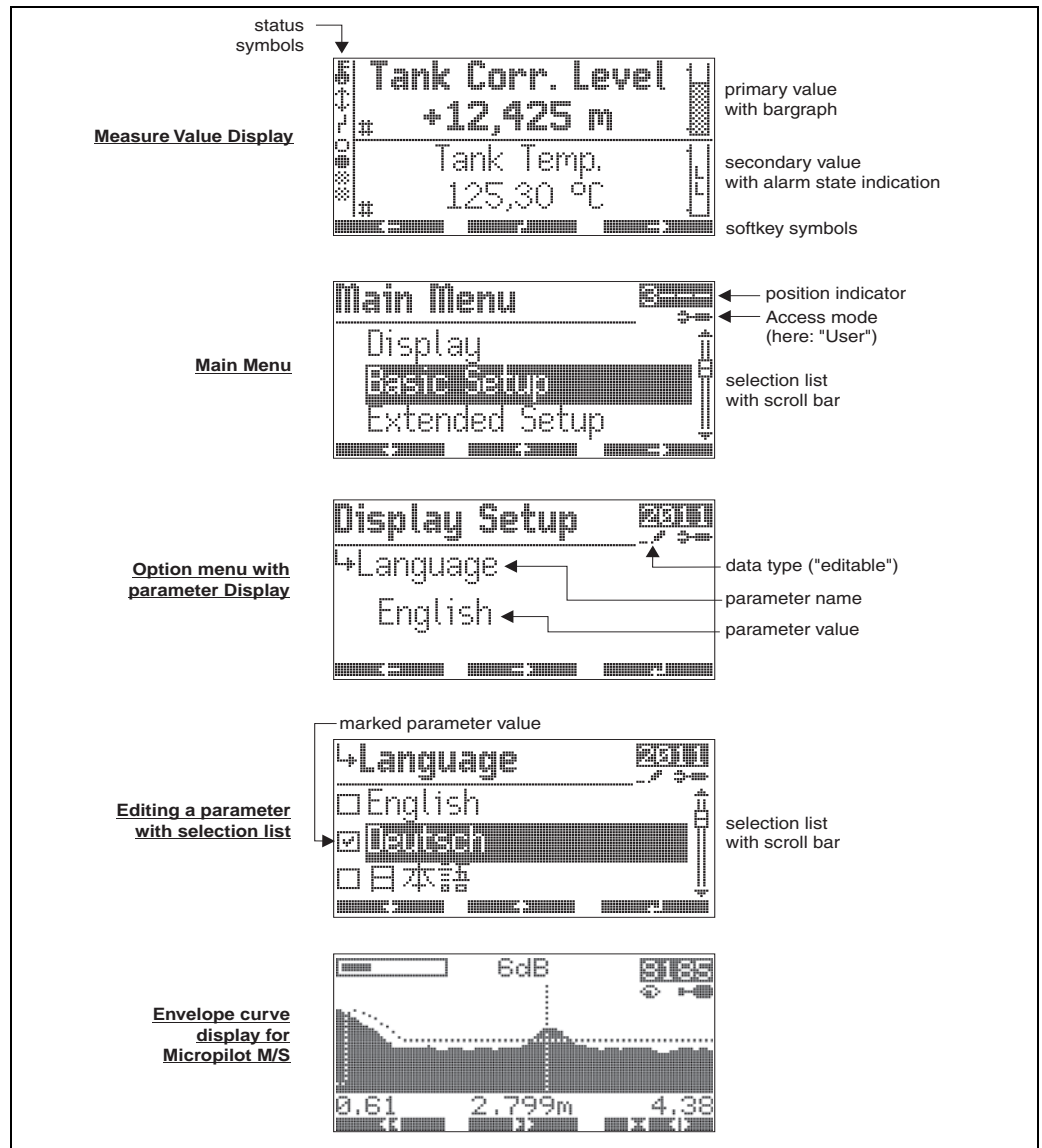 status
symbols
Measure Value Display
Tank Corr. Level
+12,425 m
Tank Temp.
125,30 °C
primary value
with bargraph
secondary value
with alarm state indication
softkey symbols
Main Menu
Main Menu
3---
Display
Basic Setup
Extended Setup
position indicator
Access mode
(here: "User")
selection list
with scroll bar
Option menu with
parameter Display
Display Setup
2011
Language
English
data type ("editable")
parameter name
parameter value
marked parameter value
Editing a parameter
with selection list
Language
2011
English
Deutsch
日本語
selection list
with scroll bar
Envelope curve
display for
Micropilot M/S
6dB
8185
0.61 2.799m 4.38